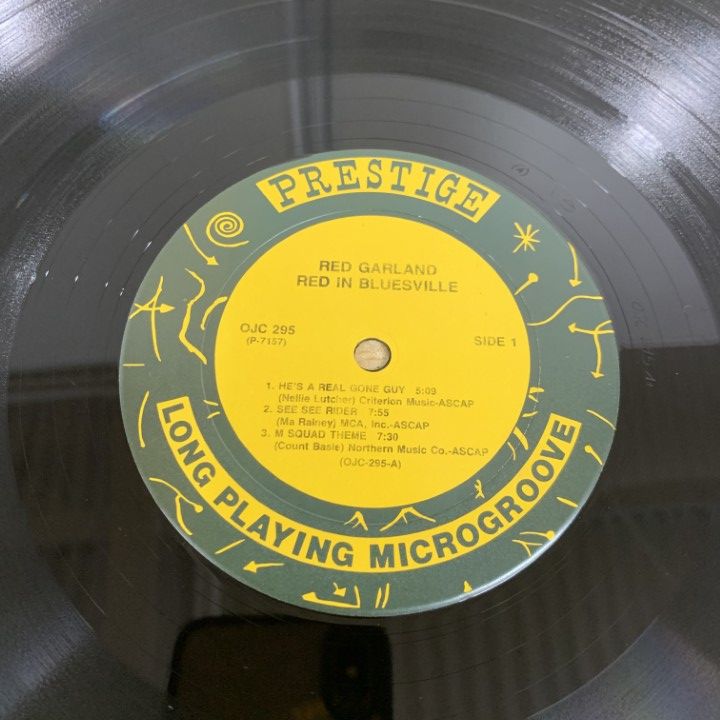 PRESTIGE
RED GARLAND
RED IN BLUESVILLE
OJC 295
(P-7157)
SIDE 1
1. HE'S A REAL GONE GUY 5:09
(Nellie Lutcher) Criterion Music-ASCAP
2. SEE SEE RIDER 7:55
(Ma Rainey) MCA, Inc.-ASCAP
3. M SQUAD THEME 7:30
(Count Basie) Northern Music Co.-ASCAP
(OJC-295-A)
LONG PLAYING MICROGROOVE